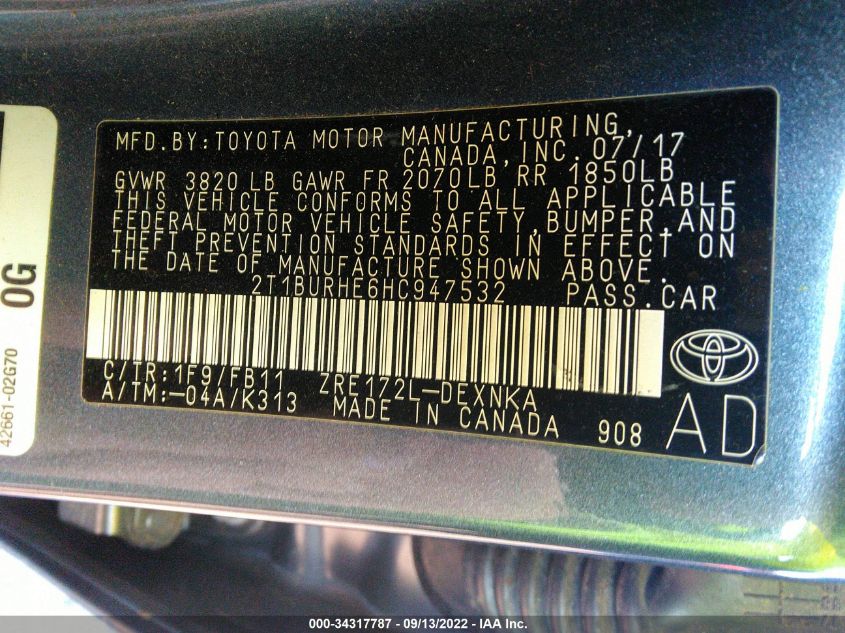 MFD.BY:TOYOTA MOTOR MANUFACTURING,
CANADA,INC.07/17
GVWR 3820LB GAWR FR 2070LB RR 1850LB
THIS VEHICLE CONFORMS TO ALL APPLICABLE
FEDERAL MOTOR VEHICLE SAFETY,BUMPER,AND
THEFT PREVENTION STANDARDS IN EFFECT ON
THE DATE OF MANUFACTURE SHOWN ABOVE.
2T1BURHE6HC947532 PASS.CAR
C/TR:1F9/FB11 ZRE172L-DEXNKA
A/TM:-04A/K313 MADE IN CANADA 908
AD
0G
42661-02G70
000-34317787 - 09/13/2022 - IAA Inc.